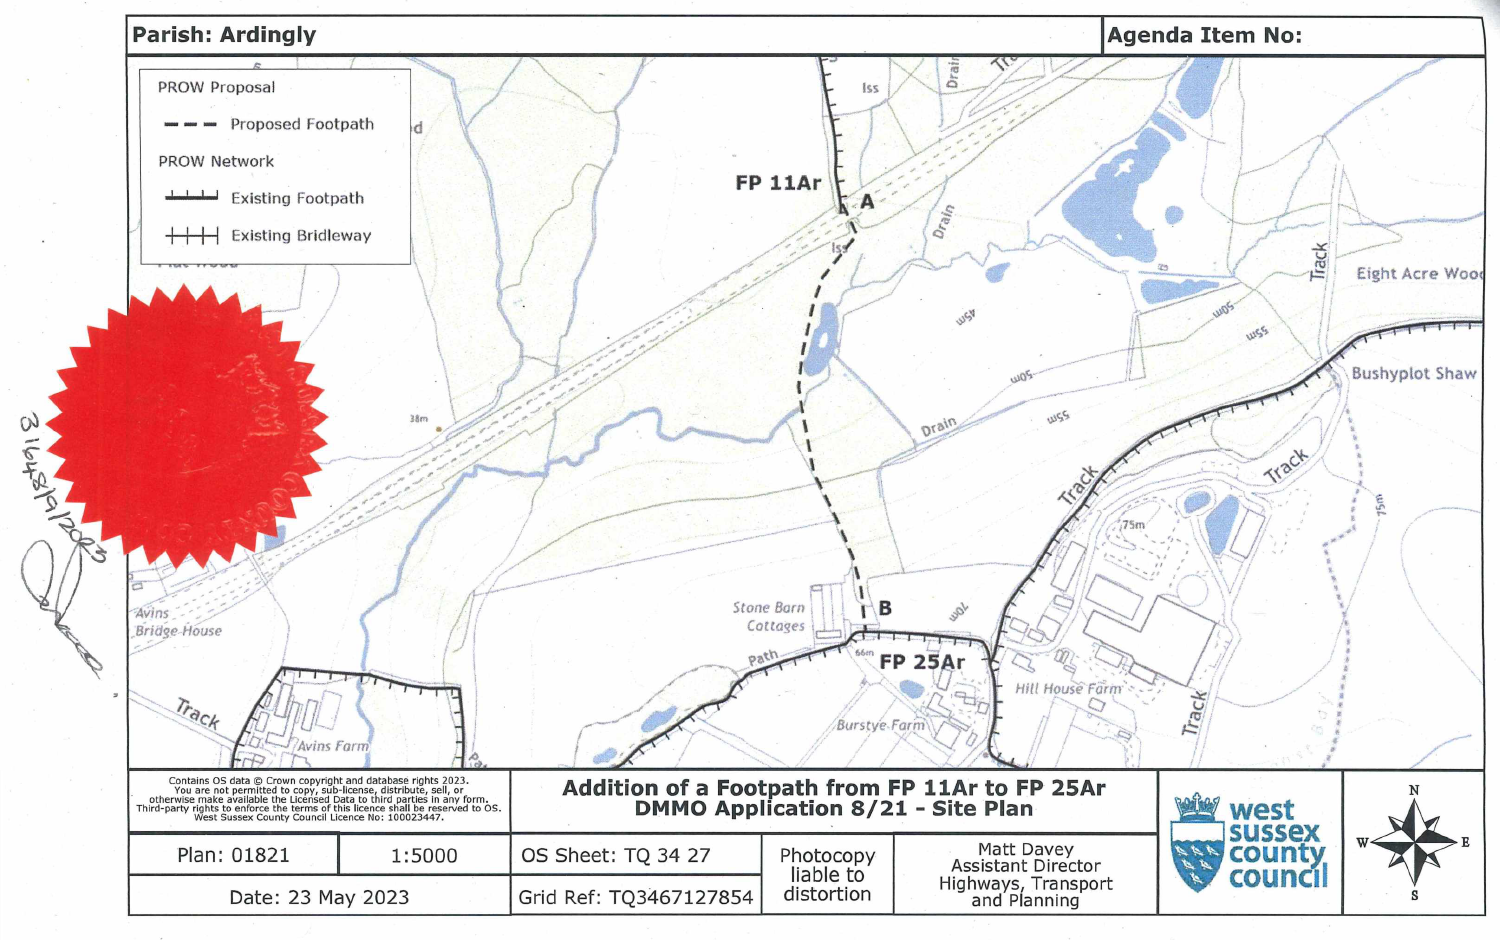 Parish: Ardingly
Agenda Item No:
PROW Proposal
Proposed Footpath
PROW Network
Existing Footpath
Existing Bridleway
Iss
Drain
FP 11Ar
A
Iss
Drain
Track
Eight Acre Wood
45m
50m
55m
Bushyplot Shaw
50m
55m
Drain
38m
Track
Track
75m
75m
31648/9/2023
Avins
Bridge House
Stone Barn
Cottages
B
70m
66m
FP 25Ar
Path
Hill House Farm
Burstye Farm
Track
Track
Avins Farm
Contains OS data © Crown copyright and database rights 2023.
You are not permitted to copy, sub-license, distribute, sell, or
otherwise make available the Licensed Data to third parties in any form.
Third-party rights to enforce the terms of this licence shall be reserved to OS.
West Sussex County Council Licence No: 100023447.
Addition of a Footpath from FP 11Ar to FP 25Ar
DMMO Application 8/21 - Site Plan
Plan: 01821
1:5000
Date: 23 May 2023
OS Sheet: TQ 34 27
Grid Ref: TQ3467127854
Photocopy
liable to
distortion
Matt Davey
Assistant Director
Highways, Transport
and Planning
west
sussex
county
council
N
W
E
S